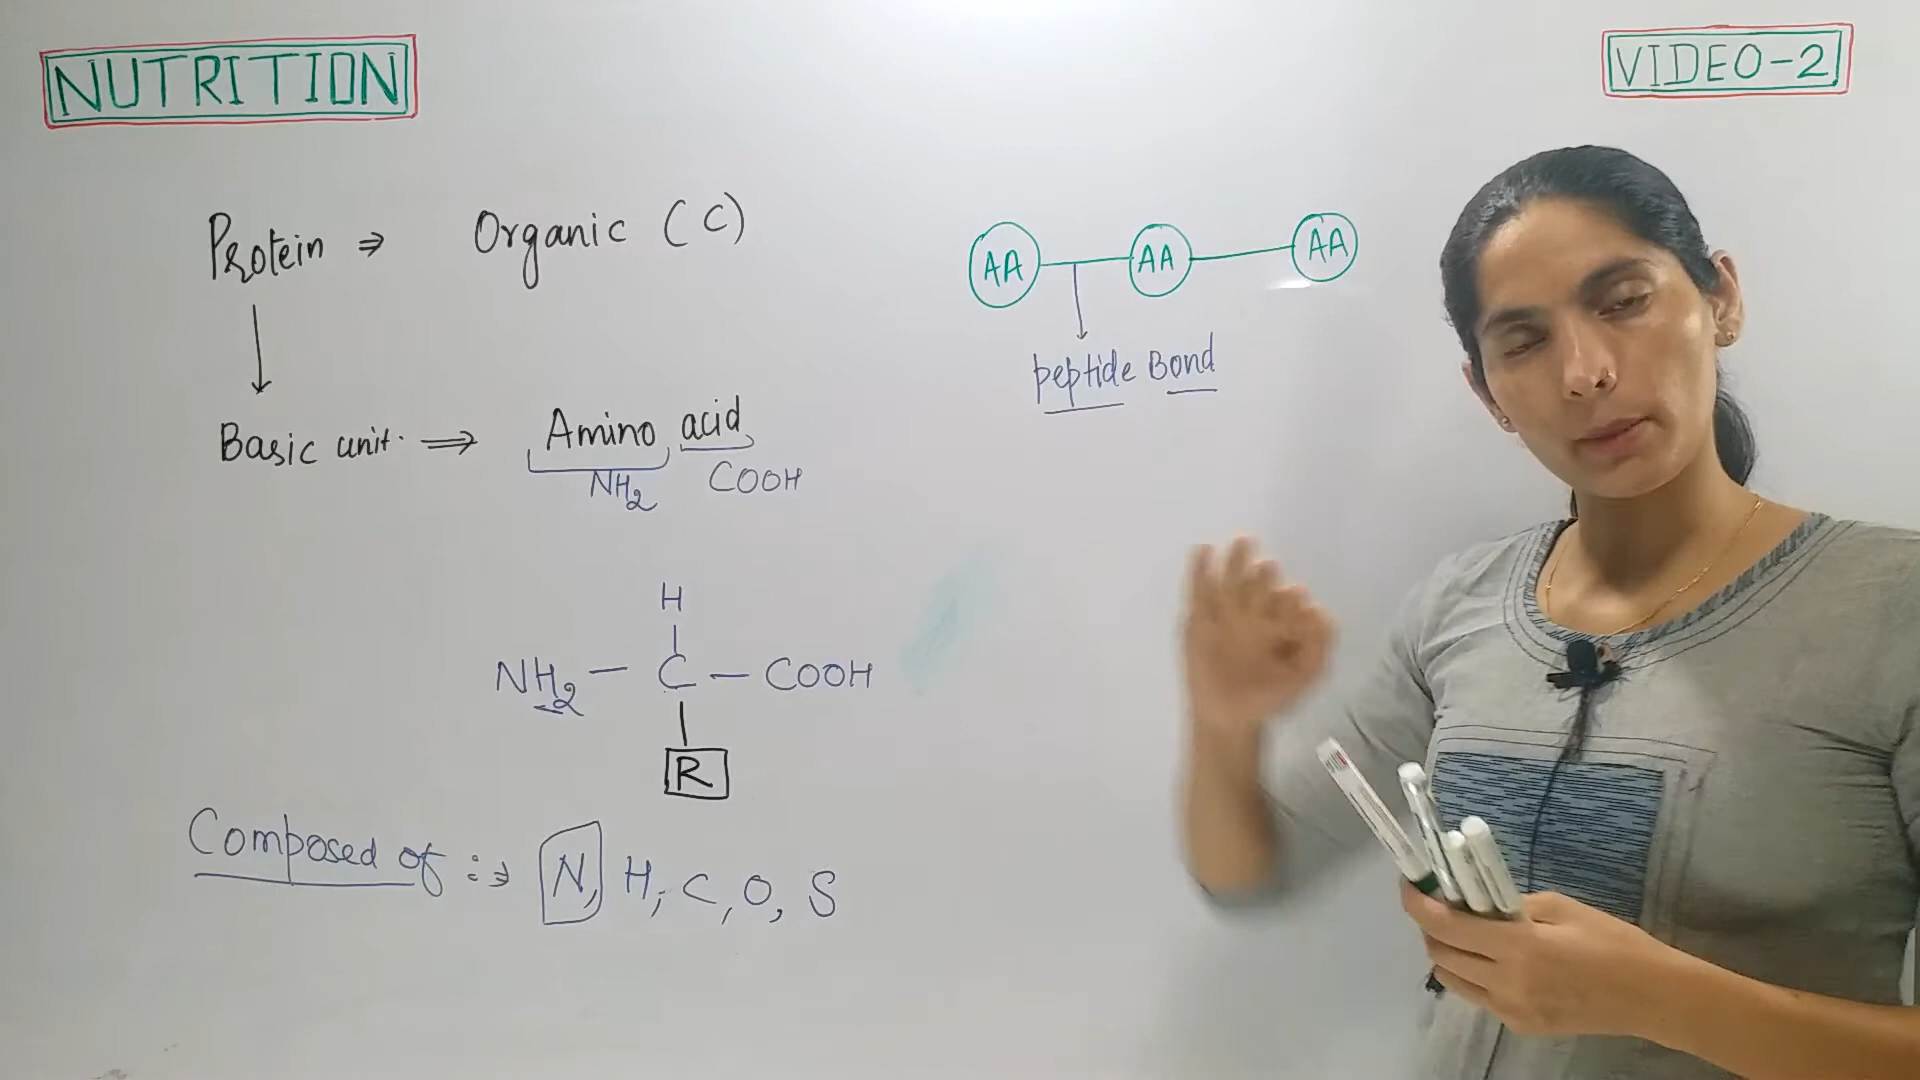 NUTRITION
VIDEO-2
Protein ⇒ Organic (C)
Basic unit. ⇒ Amino acid
NH2 COOH
H
NH2 — C — COOH
R
Composed of :⇒ N, H, C, O, S
AA AA AA
peptide Bond